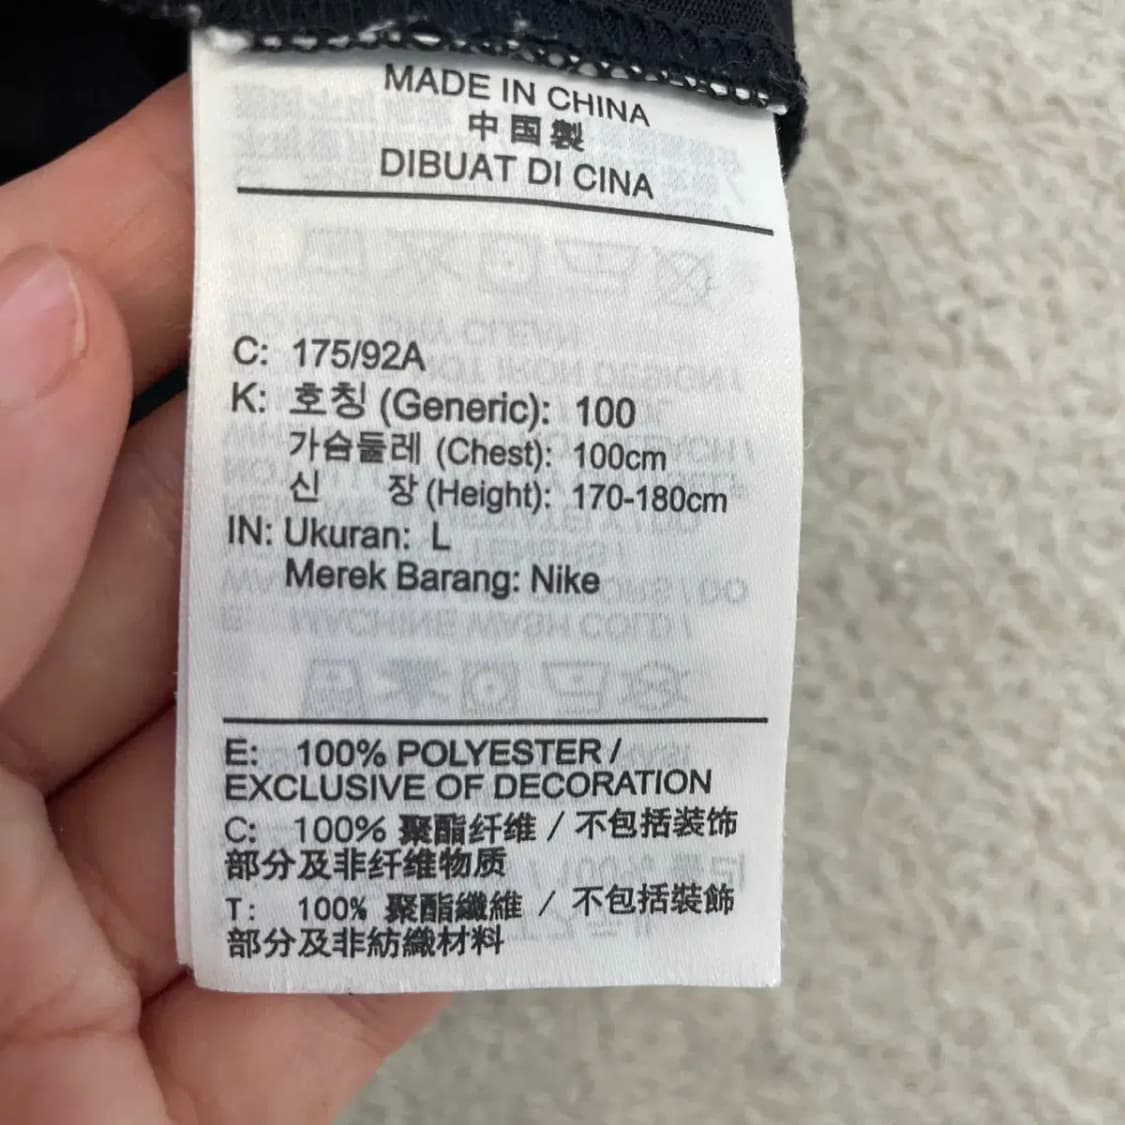 MADE IN CHINA
中国製
DIBUAT DI CINA
C: 175/92A
K: 호칭 (Generic): 100
가슴둘레 (Chest): 100cm
신 장 (Height): 170-180cm
IN: Ukuran: L
Merek Barang: Nike
E: 100% POLYESTER /
EXCLUSIVE OF DECORATION
C: 100% 聚酯纤维 / 不包括装饰
部分及非纤维物质
T: 100% 聚酯纖維 / 不包括裝飾
部分及非紡織材料